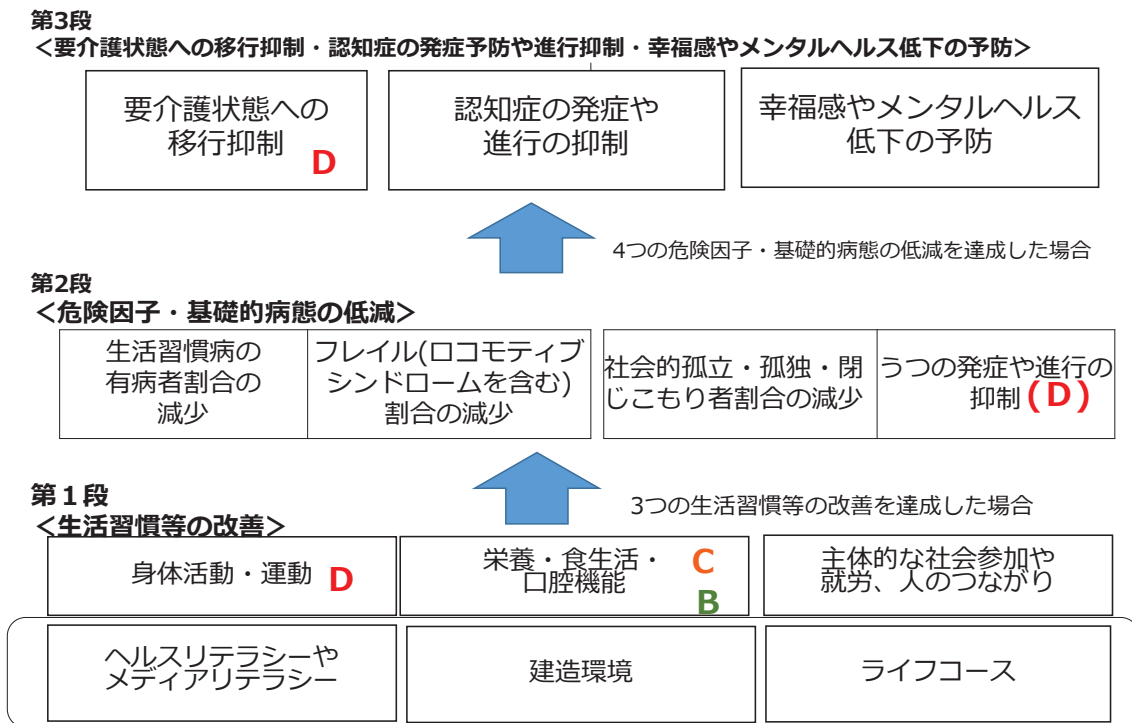 第3段
＜要介護状態への移行抑制・認知症の発症予防や進行抑制・幸福感やメンタルヘルス低下の予防＞
要介護状態への
移行抑制
D
認知症の発症や
進行の抑制
幸福感やメンタルヘルス
低下の予防
4つの危険因子・基礎的病態の低減を達成した場合
第2段
＜危険因子・基礎的病態の低減＞
生活習慣病の
有病者割合の
減少
フレイル(ロコモティブ
シンドロームを含む)
割合の減少
社会的孤立・孤独・閉
じこもり者割合の減少
うつの発症や進行の
抑制(D)
3つの生活習慣等の改善を達成した場合
第１段
＜生活習慣等の改善＞
身体活動・運動 D
栄養・食生活・
口腔機能
C
B
主体的な社会参加や
就労、人のつながり
ヘルスリテラシーや
メディアリテラシー
建造環境
ライフコース